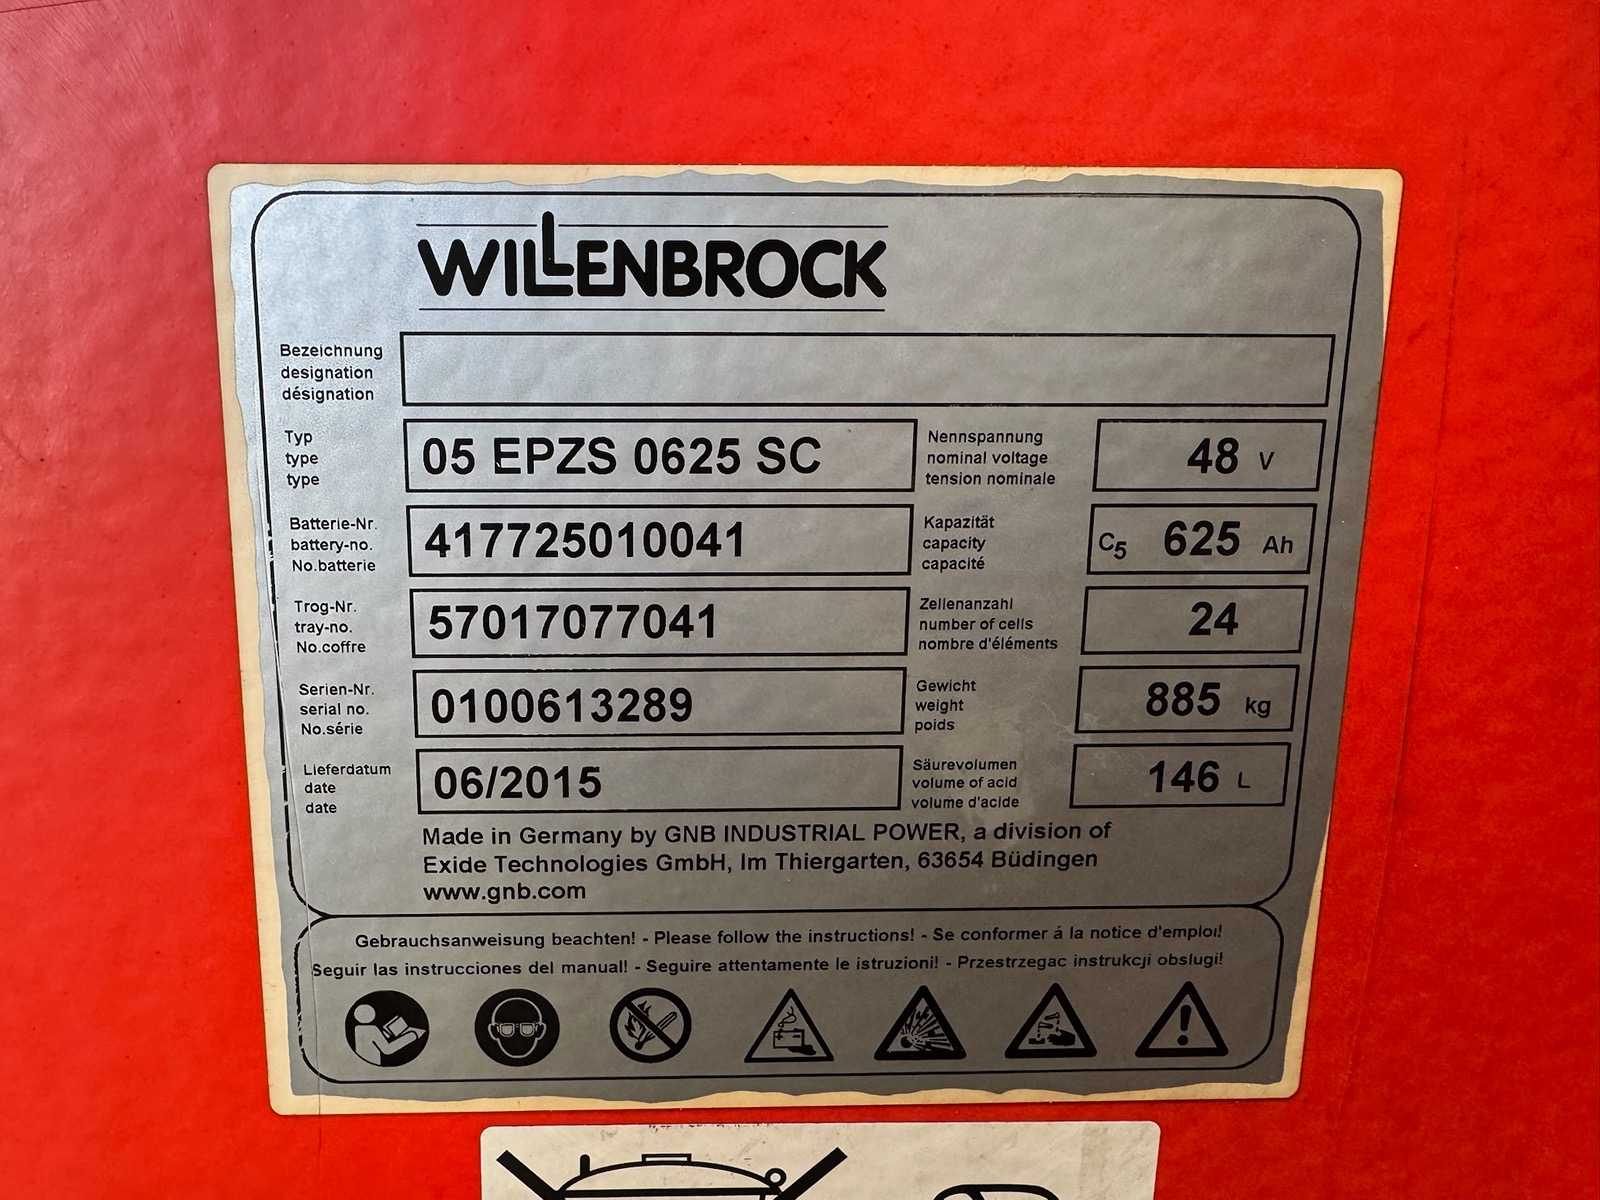 WILLENBROCK
Bezeichnung
designation
désignation
Typ
type
type
05 EPZS 0625 SC
Nennspannung
nominal voltage
tension nominale
48 V
Batterie-Nr.
battery-no.
No.batterie
417725010041
Kapazität
capacity
capacité
C5 625 Ah
Trog-Nr.
tray-no.
No.coffre
57017077041
Zellenanzahl
number of cells
nombre d'éléments
24
Serien-Nr.
serial no.
No.série
0100613289
Gewicht
weight
poids
885 kg
Lieferdatum
date
date
06/2015
Säurevolumen
volume of acid
volume d'acide
146 L
Made in Germany by GNB INDUSTRIAL POWER, a division of
Exide Technologies GmbH, Im Thiergarten, 63654 Büdingen
www.gnb.com
Gebrauchsanweisung beachten! - Please follow the instructions! - Se conformer á la notice d'emploi!
Seguir las instrucciones del manual! - Seguire attentamente le istruzioni! - Przestrzegac instrukcji obslugi!